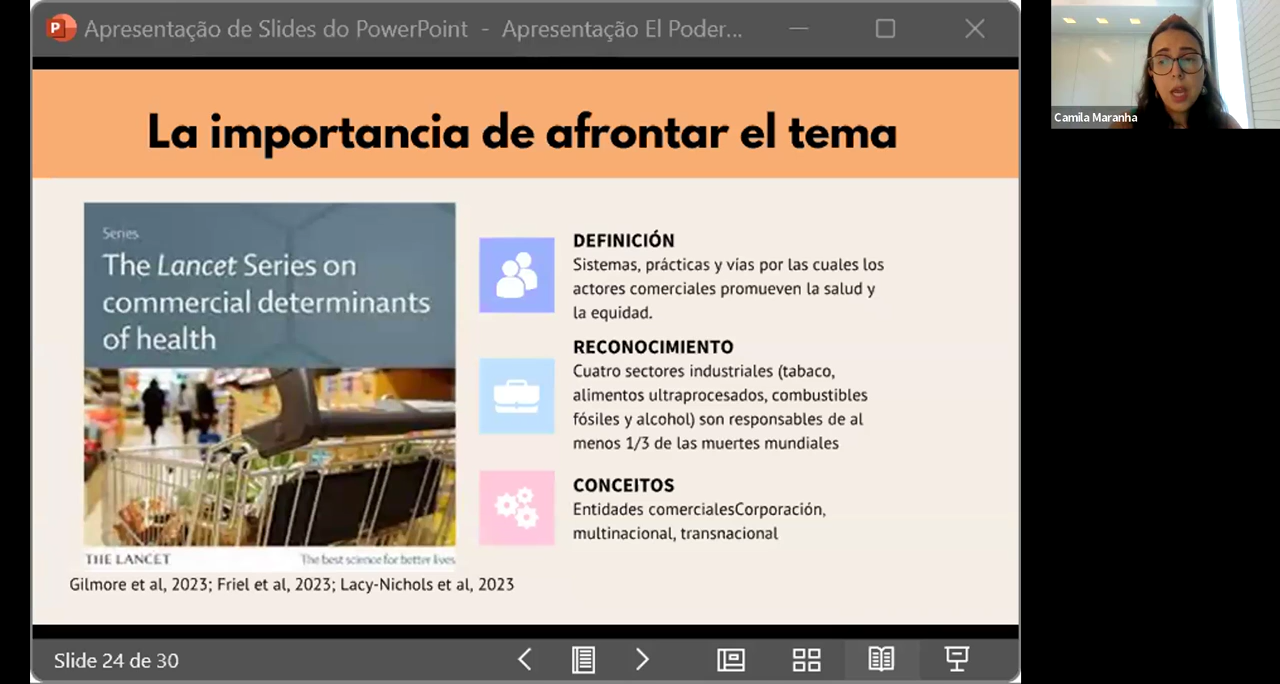 Apresentação de Slides do PowerPoint - Apresentação El Poder...
La importancia de afrontar el tema
Series
The Lancet Series on
commercial determinants
of health
THE LANCET
The best science for better lives
Gilmore et al, 2023; Friel et al, 2023; Lacy-Nichols et al, 2023
DEFINICIÓN
Sistemas, prácticas y vías por las cuales los
actores comerciales promueven la salud y
la equidad.
RECONOCIMIENTO
Cuatro sectores industriales (tabaco,
alimentos ultraprocesados, combustibles
fósiles y alcohol) son responsables de al
menos 1/3 de las muertes mundiales
CONCEITOS
Entidades comercialesCorporación,
multinacional, transnacional
Slide 24 de 30
Camila Maranha